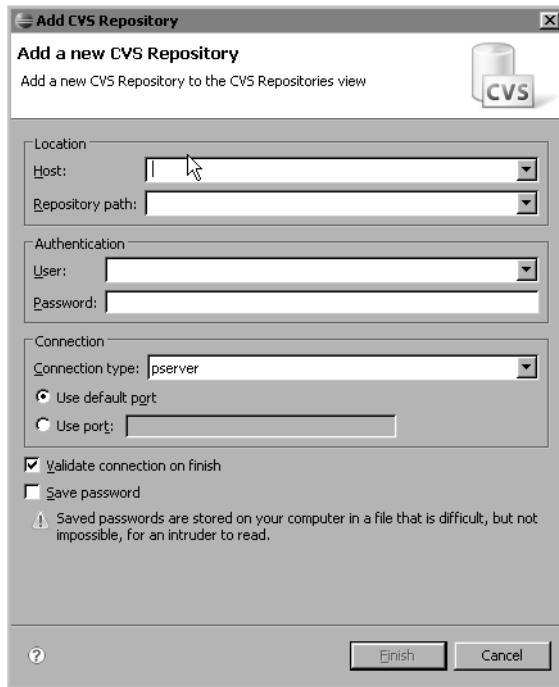 Add CVS Repository
Add a new CVS Repository
Add a new CVS Repository to the CVS Repositories view
CVS
Location
Host:
Repository path:
Authentication
User:
Password:
Connection
Connection type: pserver
Use default port
Use port:
Validate connection on finish
Save password
Saved passwords are stored on your computer in a file that is difficult, but not
impossible, for an intruder to read.
? Finish Cancel